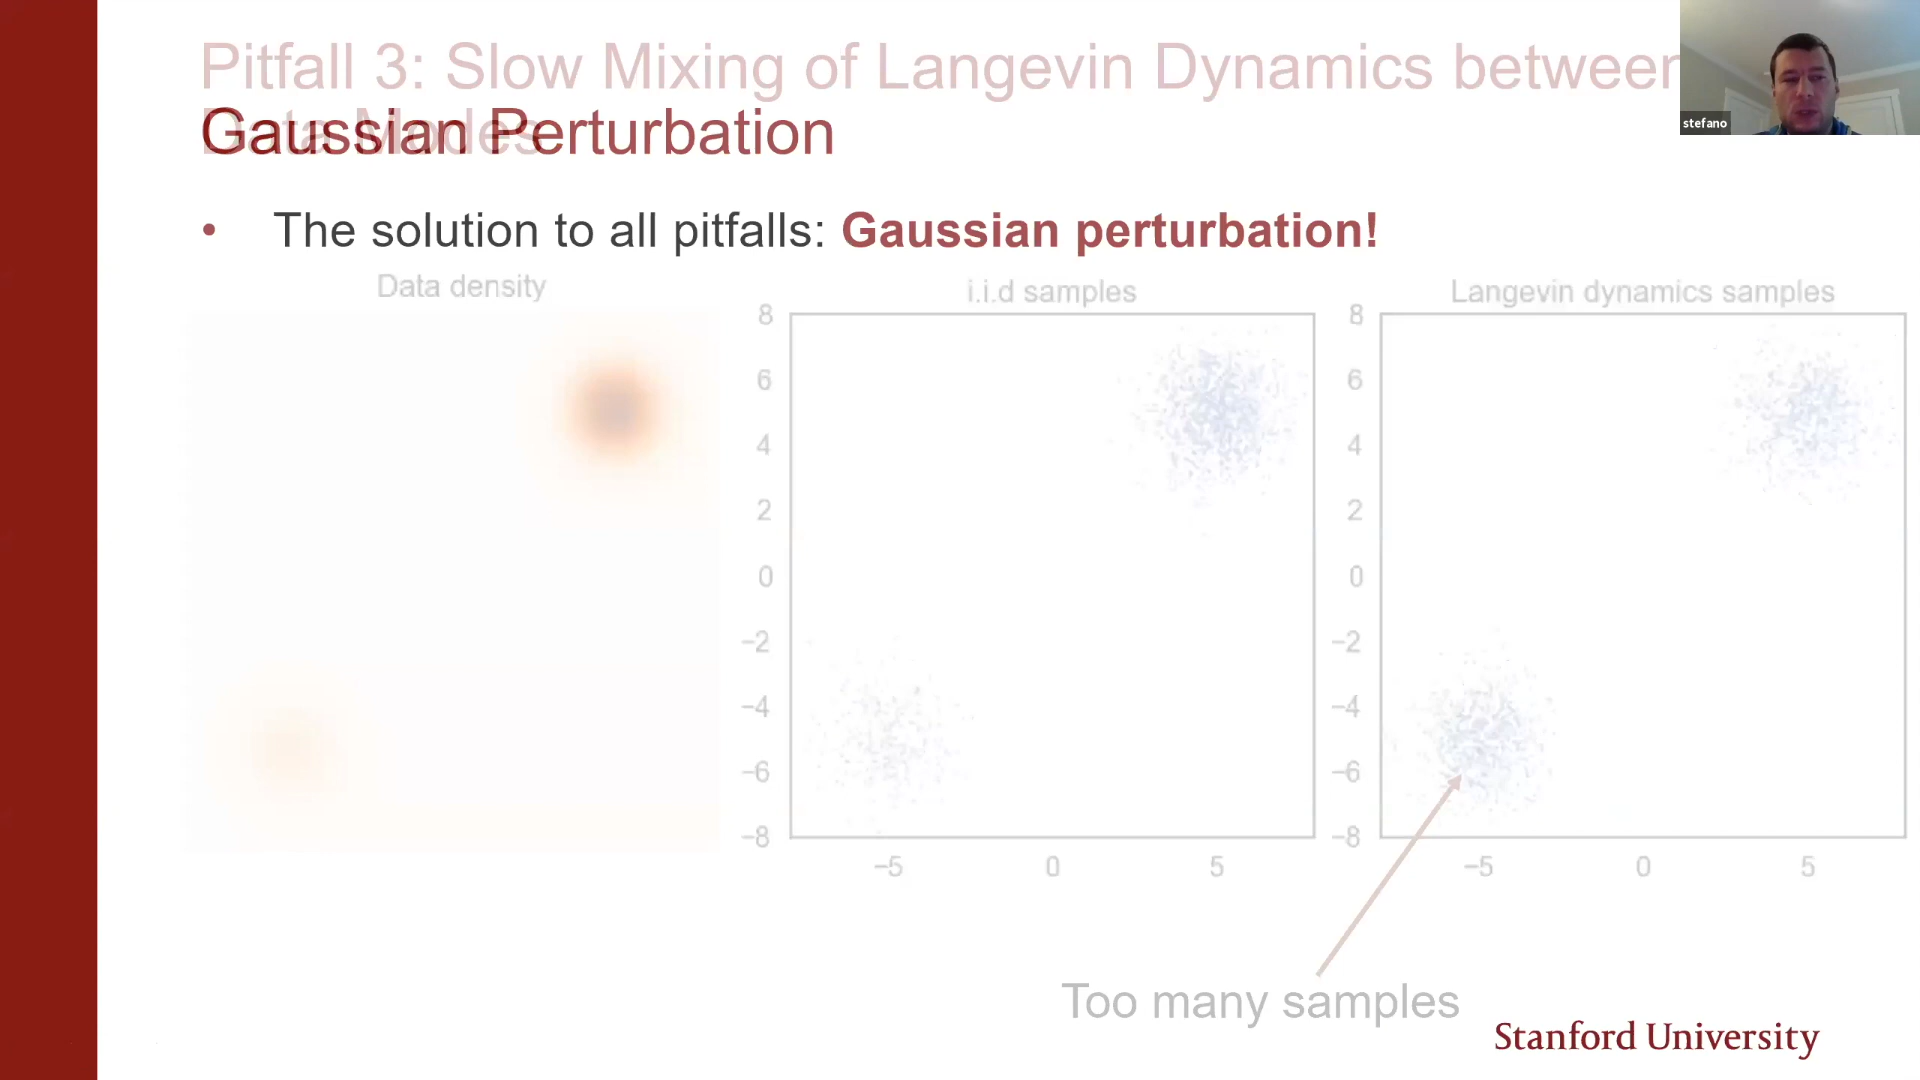 Pitfall 3: Slow Mixing of Langevin Dynamics between
Data Modes
Gaussian Perturbation
stefano
• The solution to all pitfalls: Gaussian perturbation!
Data density
i.i.d samples
Langevin dynamics samples
8
6
4
2
0
−2
−4
−6
−8
−5 0 5
8
6
4
2
0
−2
−4
−6
−8
−5 0 5
Too many samples
Stanford University